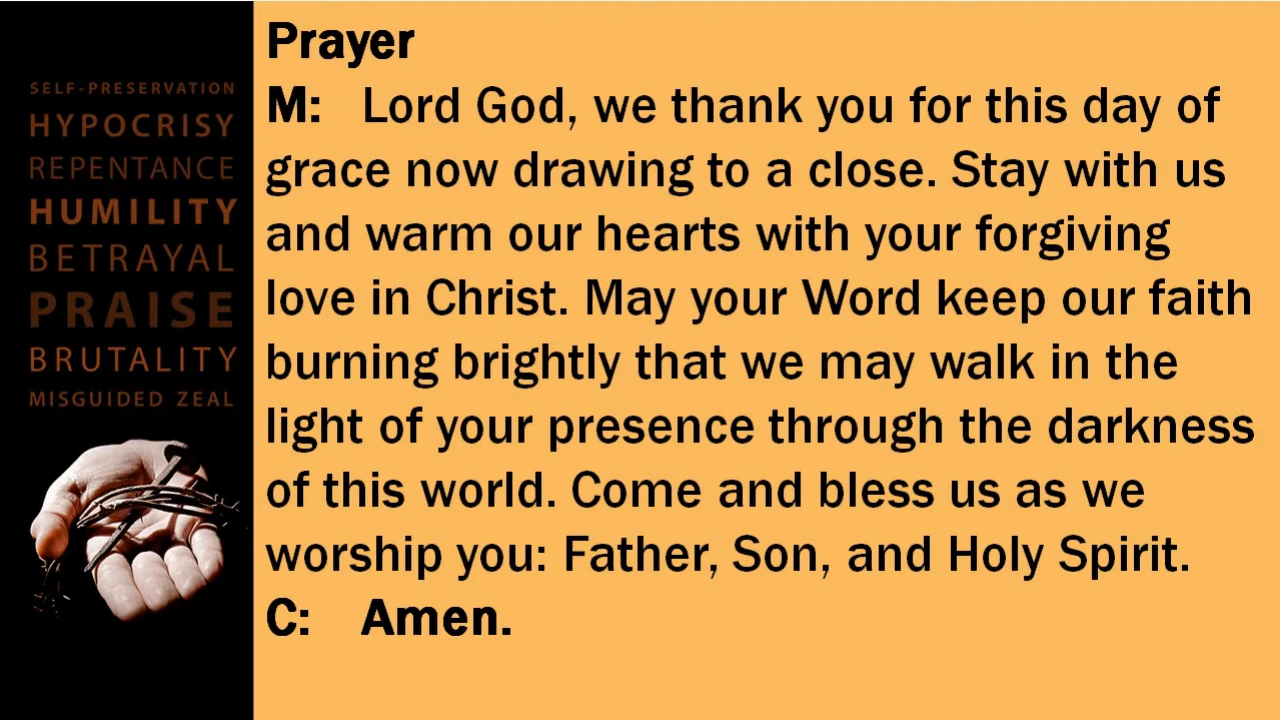 SELF-PRESERVATION
HYPOCRISY
REPENTANCE
HUMILITY
BETRAYAL
PRAISE
BRUTALITY
MISGUIDED ZEAL
Prayer
M: Lord God, we thank you for this day of
grace now drawing to a close. Stay with us
and warm our hearts with your forgiving
love in Christ. May your Word keep our faith
burning brightly that we may walk in the
light of your presence through the darkness
of this world. Come and bless us as we
worship you: Father, Son, and Holy Spirit.
C: Amen.